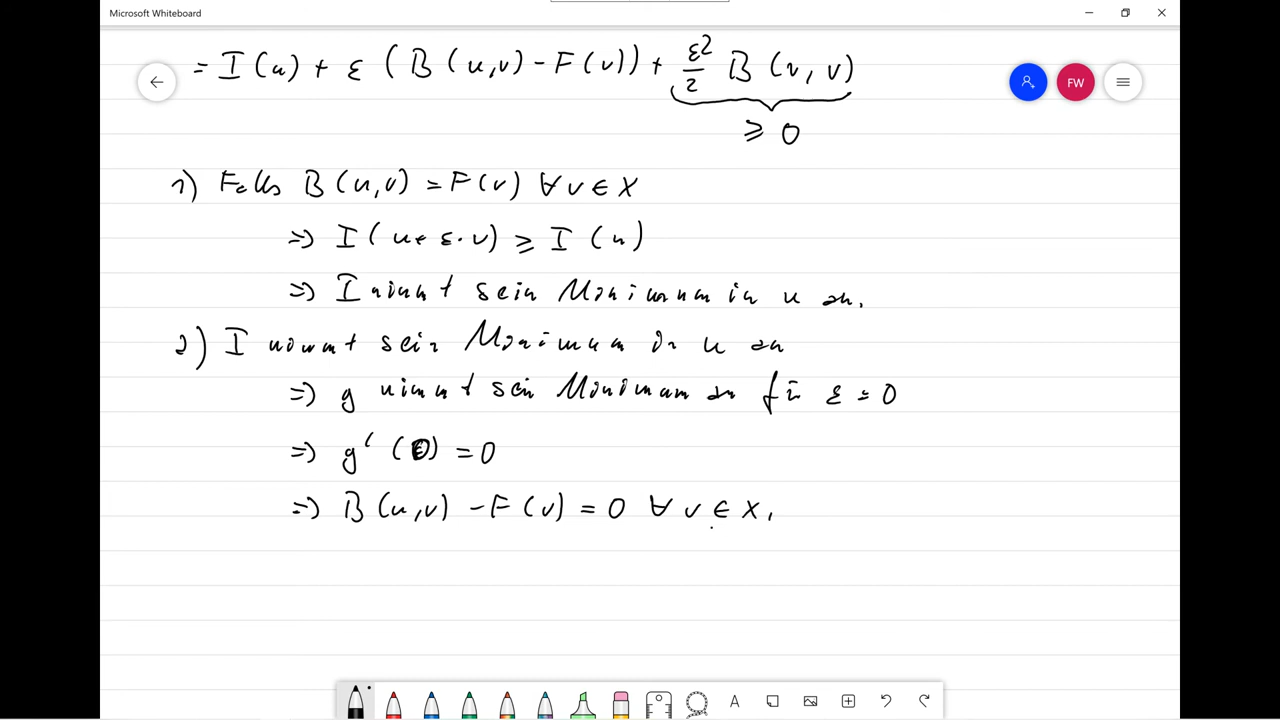 Microsoft Whiteboard
= I(u) + ε (B(u,v) - F(v)) + ε²/2 B(v,v)
≥ 0
FW
1) Falls B(u,v) = F(v) ∀ v ∈ X
=> I(u + ε·v) ≥ I(u)
=> I nimmt sein Minimum in u an.
2) I nimmt sein Minimum in u an
=> g nimmt sein Minimum an für ε = 0
=> g'(0) = 0
=> B(u,v) - F(v) = 0 ∀ v ∈ X.
A